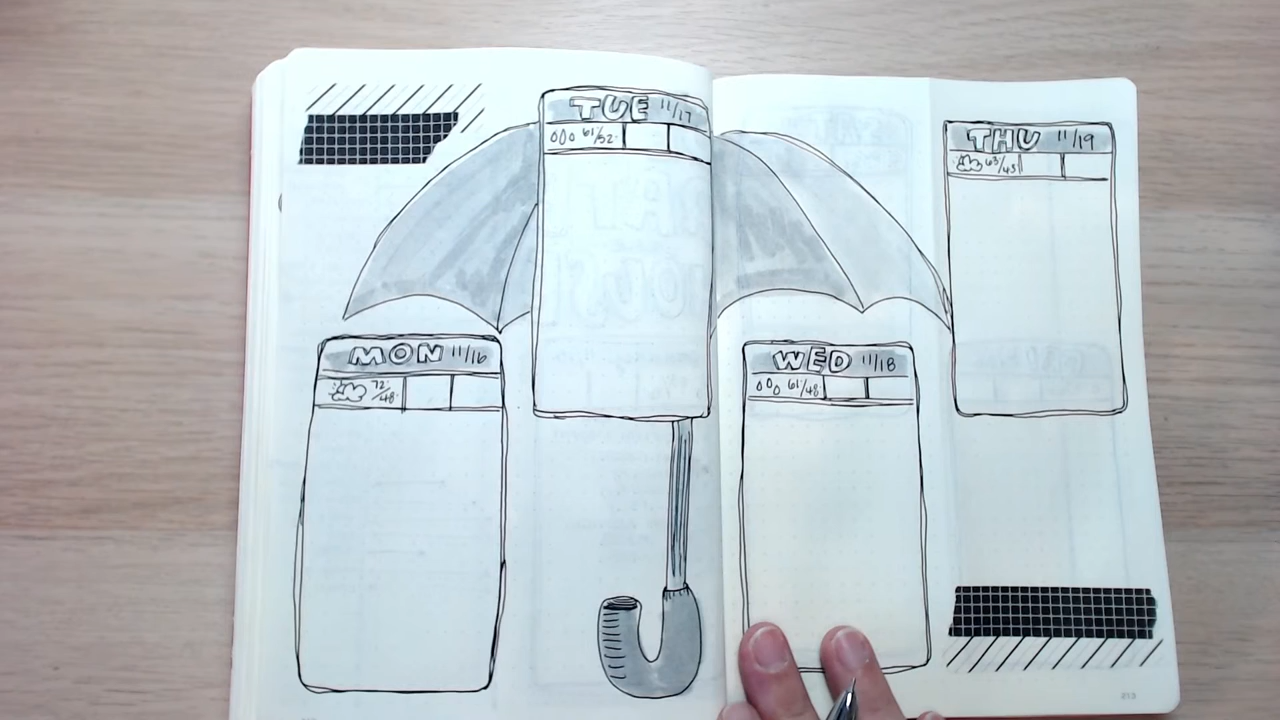 TUE 11/17
61/52
THU 11/19
63/45
MON 11/16
72/48
WED 11/18
61/48
213